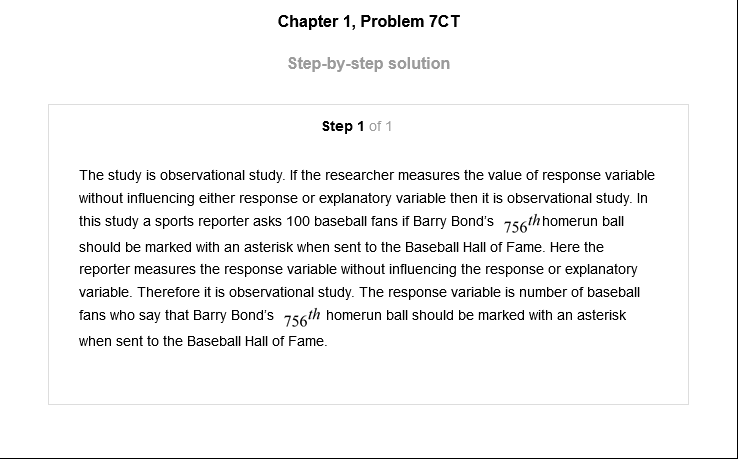 Chapter 1, Problem 7CT
Step-by-step solution
Step 1 of 1
The study is observational study. If the researcher measures the value of response variable
without influencing either response or explanatory variable then it is observational study. In
this study a sports reporter asks 100 baseball fans if Barry Bond's 756th homerun ball
should be marked with an asterisk when sent to the Baseball Hall of Fame. Here the
reporter measures the response variable without influencing the response or explanatory
variable. Therefore it is observational study. The response variable is number of baseball
fans who say that Barry Bond's 756th homerun ball should be marked with an asterisk
when sent to the Baseball Hall of Fame.